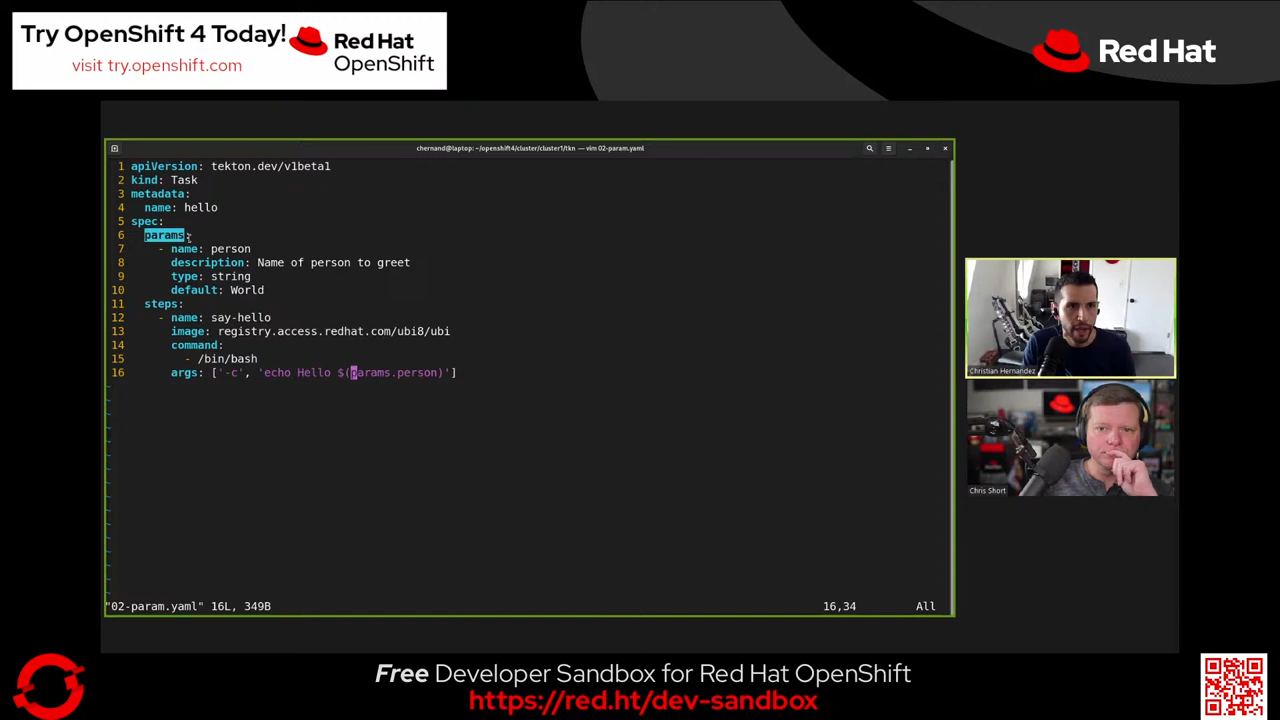 Try OpenShift 4 Today!
visit try.openshift.com
Red Hat
OpenShift
Red Hat
chernand@laptop: ~/openshift4/cluster/cluster1/tkn — vim 02-param.yaml
1 apiVersion: tekton.dev/v1beta1
2 kind: Task
3 metadata:
4   name: hello
5 spec:
6   params:
7     - name: person
8       description: Name of person to greet
9       type: string
10       default: World
11   steps:
12     - name: say-hello
13       image: registry.access.redhat.com/ubi8/ubi
14       command:
15         - /bin/bash
16       args: ['-c', 'echo Hello $(params.person)']
"02-param.yaml" 16L, 349B
16,34
All
Christian Hernandez
Chris Short
Free Developer Sandbox for Red Hat OpenShift
https://red.ht/dev-sandbox